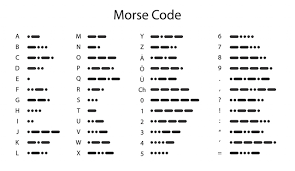 Morse Code
A M Y 6
B N Z 7
C O Ä 8
D P Ö 9
E Q Ü .
F R Ch ,
G S 0 ?
H T 1 !
I U 2 :
J V 3 "
K W 4 '
L X 5 =